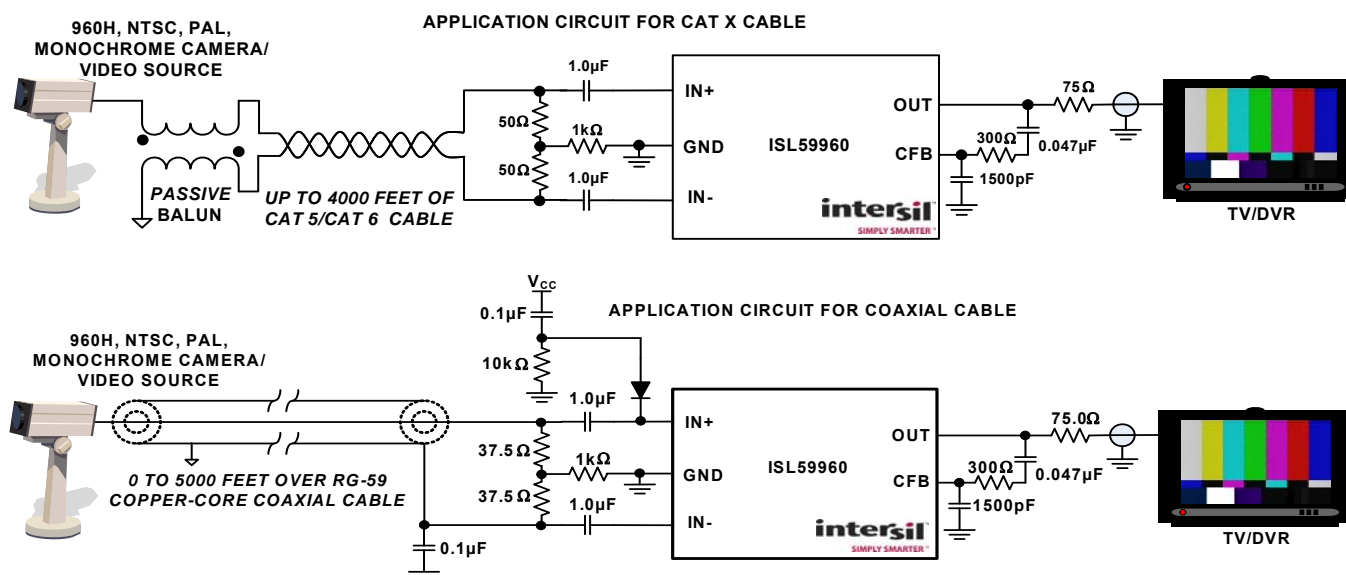 APPLICATION CIRCUIT FOR CAT X CABLE
960H, NTSC, PAL,
MONOCHROME CAMERA/
VIDEO SOURCE
PASSIVE
BALUN
UP TO 4000 FEET OF
CAT 5/CAT 6 CABLE
1.0µF
50Ω
1kΩ
50Ω
1.0µF
IN+
GND
IN-
ISL59960
OUT
CFB
intersil™
SIMPLY SMARTER™
75Ω
300Ω
0.047µF
1500pF
TV/DVR
APPLICATION CIRCUIT FOR COAXIAL CABLE
960H, NTSC, PAL,
MONOCHROME CAMERA/
VIDEO SOURCE
0 TO 5000 FEET OVER RG-59
COPPER-CORE COAXIAL CABLE
VCC
0.1µF
10kΩ
1.0µF
37.5Ω
1kΩ
37.5Ω
1.0µF
0.1µF
IN+
GND
IN-
ISL59960
OUT
CFB
intersil™
SIMPLY SMARTER™
75.0Ω
300Ω
0.047µF
1500pF
TV/DVR